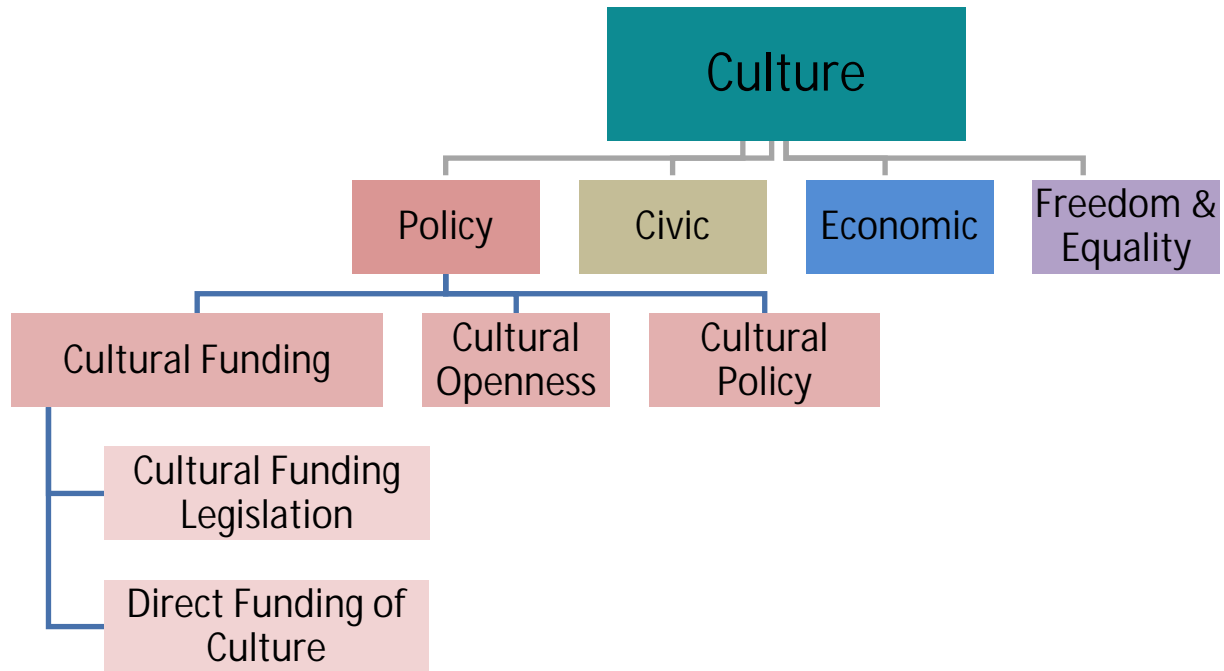 Culture
Policy
Civic
Economic
Freedom &
Equality
Cultural Funding
Cultural
Openness
Cultural
Policy
Cultural Funding
Legislation
Direct Funding of
Culture